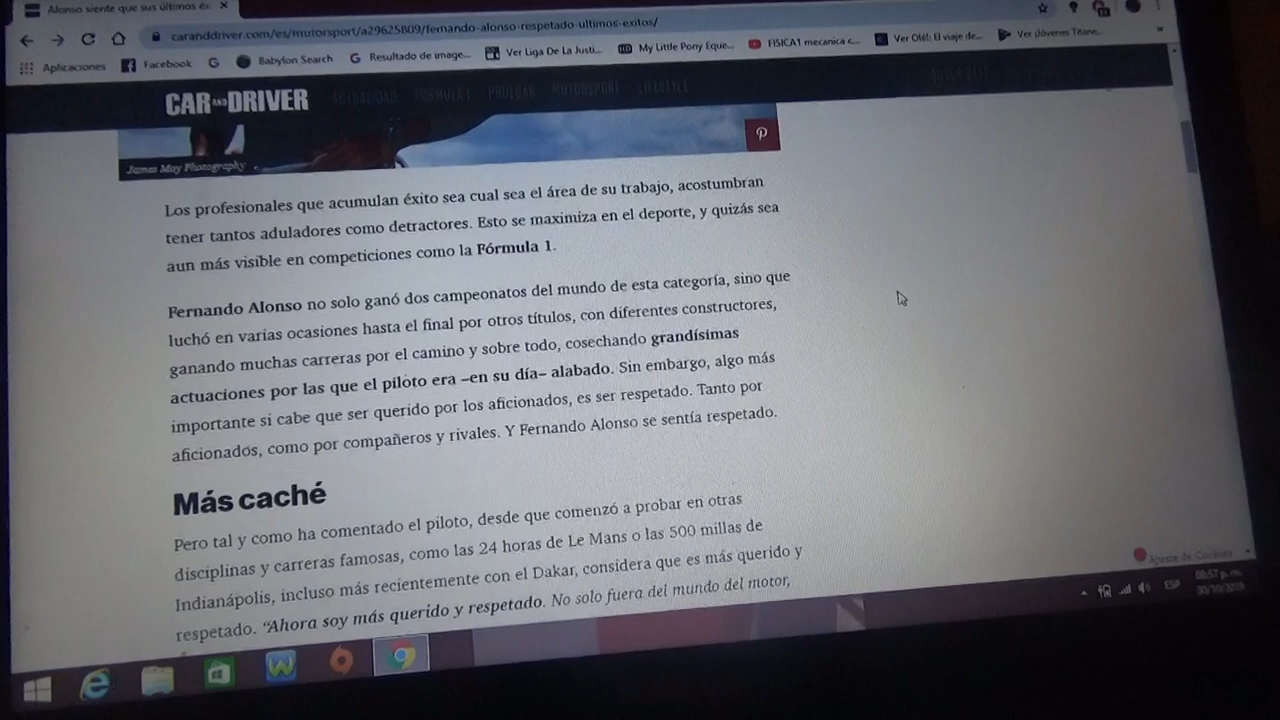 Alonso siente que sus últimos éx
caranddriver.com/es/motorsport/a29625809/fernando-alonso-respetado-ultimos-exitos/
Aplicaciones Facebook Babylon Search Resultado de image... Ver Liga De La Justi... My Little Pony Eque... FISICA1 mecanica c... Ver Olé!: El viaje de... Ver ¡Jóvenes Titane...
CAR AND DRIVER FÓRMULA 1 PRUEBAS MOTORSPORT LIFESTYLE
James May Photography
Los profesionales que acumulan éxito sea cual sea el área de su trabajo, acostumbran
tener tantos aduladores como detractores. Esto se maximiza en el deporte, y quizás sea
aun más visible en competiciones como la Fórmula 1.
Fernando Alonso no solo ganó dos campeonatos del mundo de esta categoría, sino que
luchó en varias ocasiones hasta el final por otros títulos, con diferentes constructores,
ganando muchas carreras por el camino y sobre todo, cosechando grandísimas
actuaciones por las que el piloto era –en su día– alabado. Sin embargo, algo más
importante si cabe que ser querido por los aficionados, es ser respetado. Tanto por
aficionados, como por compañeros y rivales. Y Fernando Alonso se sentía respetado.
Más caché
Pero tal y como ha comentado el piloto, desde que comenzó a probar en otras
disciplinas y carreras famosas, como las 24 horas de Le Mans o las 500 millas de
Indianápolis, incluso más recientemente con el Dakar, considera que es más querido y
respetado. “Ahora soy más querido y respetado. No solo fuera del mundo del motor,
ESP
08:57 p. m.
30/10/2019